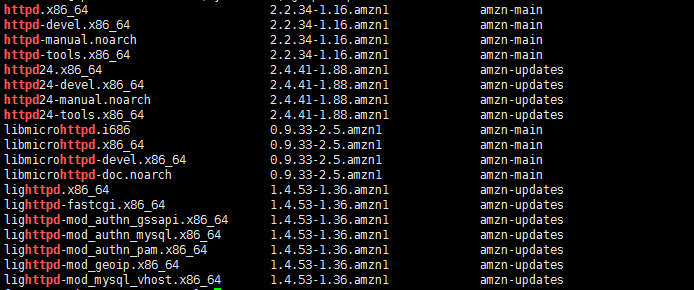 httpd.x86_64 2.2.34-1.16.amzn1 amzn-main
httpd-devel.x86_64 2.2.34-1.16.amzn1 amzn-main
httpd-manual.noarch 2.2.34-1.16.amzn1 amzn-main
httpd-tools.x86_64 2.2.34-1.16.amzn1 amzn-main
httpd24.x86_64 2.4.41-1.88.amzn1 amzn-updates
httpd24-devel.x86_64 2.4.41-1.88.amzn1 amzn-updates
httpd24-manual.noarch 2.4.41-1.88.amzn1 amzn-updates
httpd24-tools.x86_64 2.4.41-1.88.amzn1 amzn-updates
libmicrohttpd.i686 0.9.33-2.5.amzn1 amzn-main
libmicrohttpd.x86_64 0.9.33-2.5.amzn1 amzn-main
libmicrohttpd-devel.x86_64 0.9.33-2.5.amzn1 amzn-main
libmicrohttpd-doc.noarch 0.9.33-2.5.amzn1 amzn-main
lighttpd.x86_64 1.4.53-1.36.amzn1 amzn-updates
lighttpd-fastcgi.x86_64 1.4.53-1.36.amzn1 amzn-updates
lighttpd-mod_authn_gssapi.x86_64 1.4.53-1.36.amzn1 amzn-updates
lighttpd-mod_authn_mysql.x86_64 1.4.53-1.36.amzn1 amzn-updates
lighttpd-mod_authn_pam.x86_64 1.4.53-1.36.amzn1 amzn-updates
lighttpd-mod_geoip.x86_64 1.4.53-1.36.amzn1 amzn-updates
lighttpd-mod_mysql_vhost.x86_64 1.4.53-1.36.amzn1 amzn-updates